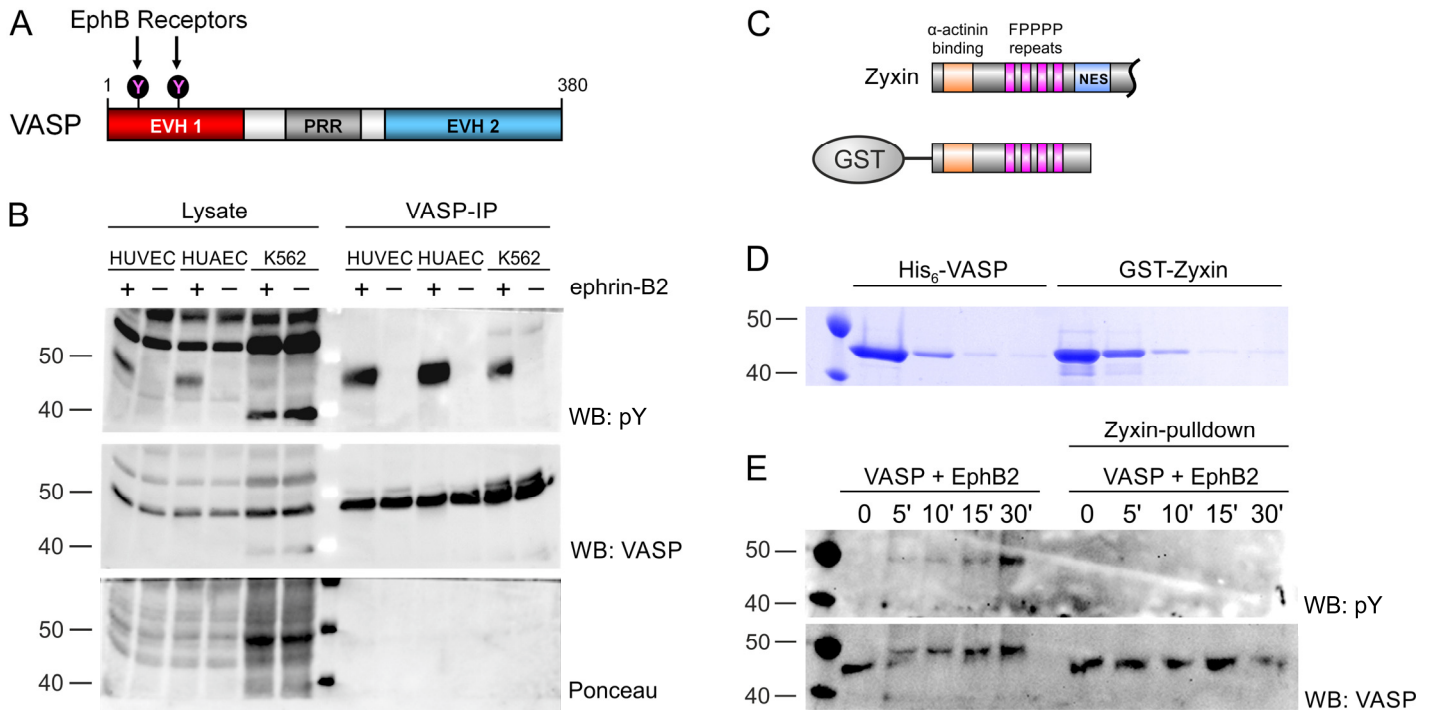 A
EphB Receptors
Y Y
1 380
VASP EVH 1 PRR EVH 2
B
Lysate VASP-IP
HUVEC HUAEC K562 HUVEC HUAEC K562
+ – + – + – + – + – + – ephrin-B2
50
40
WB: pY
50
40
WB: VASP
50
40
Ponceau
C
α-actinin FPPPP
binding repeats
Zyxin NES
GST
D
His6-VASP GST-Zyxin
50
40
Zyxin-pulldown
E
VASP + EphB2 VASP + EphB2
0 5' 10' 15' 30' 0 5' 10' 15' 30'
50
40
WB: pY
50
40
WB: VASP